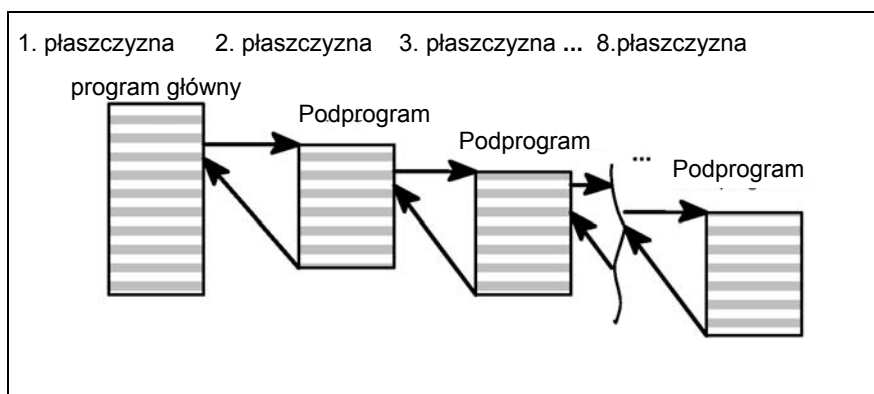 1. płaszczyzna 2. płaszczyzna 3. płaszczyzna ... 8.płaszczyzna
program główny
Podprogram
Podprogram
...
Podprogram